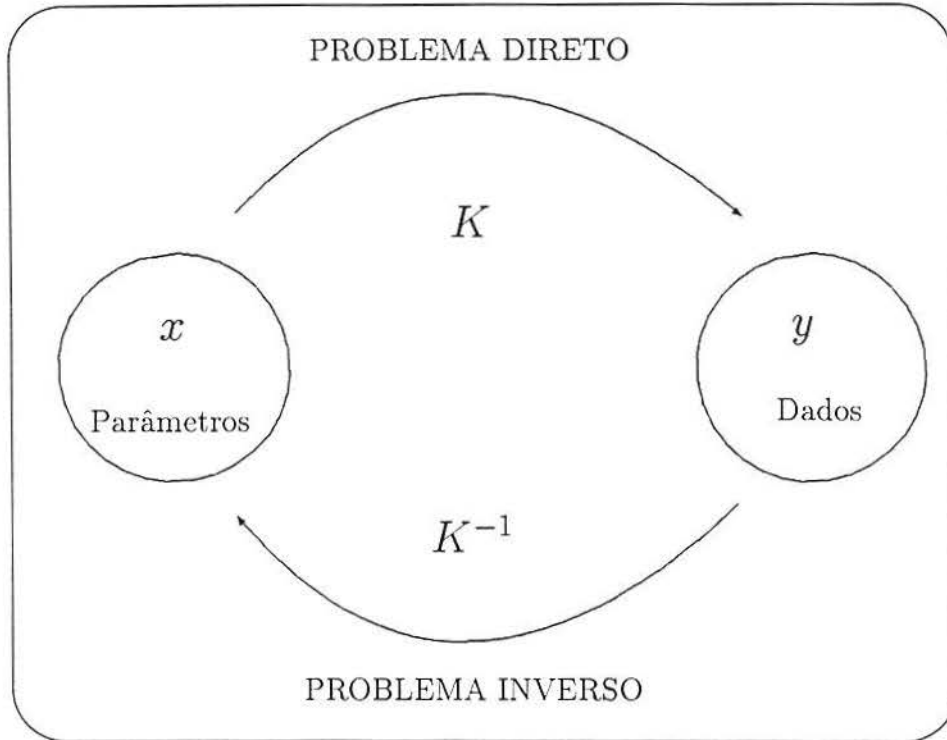 PROBLEMA DIRETO
K
x
y
Parâmetros
Dados
K⁻¹
PROBLEMA INVERSO